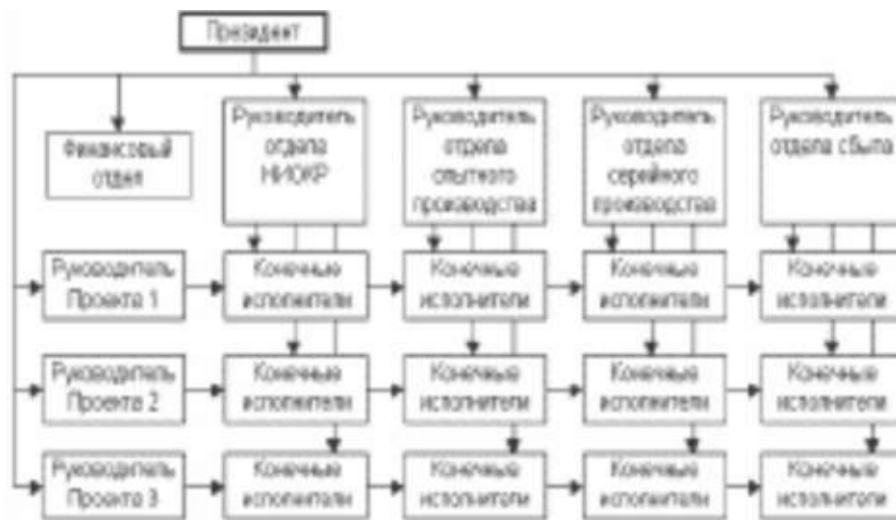 Президент
Финансовый
отдел
Руководитель
отдела
НИОКР
Руководитель
отдела
опытного
производства
Руководитель
отдела
серийного
производства
Руководитель
отдела сбыта
Руководитель
Проекта 1
Конечные
исполнители
Конечные
исполнители
Конечные
исполнители
Конечные
исполнители
Руководитель
Проекта 2
Конечные
исполнители
Конечные
исполнители
Конечные
исполнители
Конечные
исполнители
Руководитель
Проекта 3
Конечные
исполнители
Конечные
исполнители
Конечные
исполнители
Конечные
исполнители